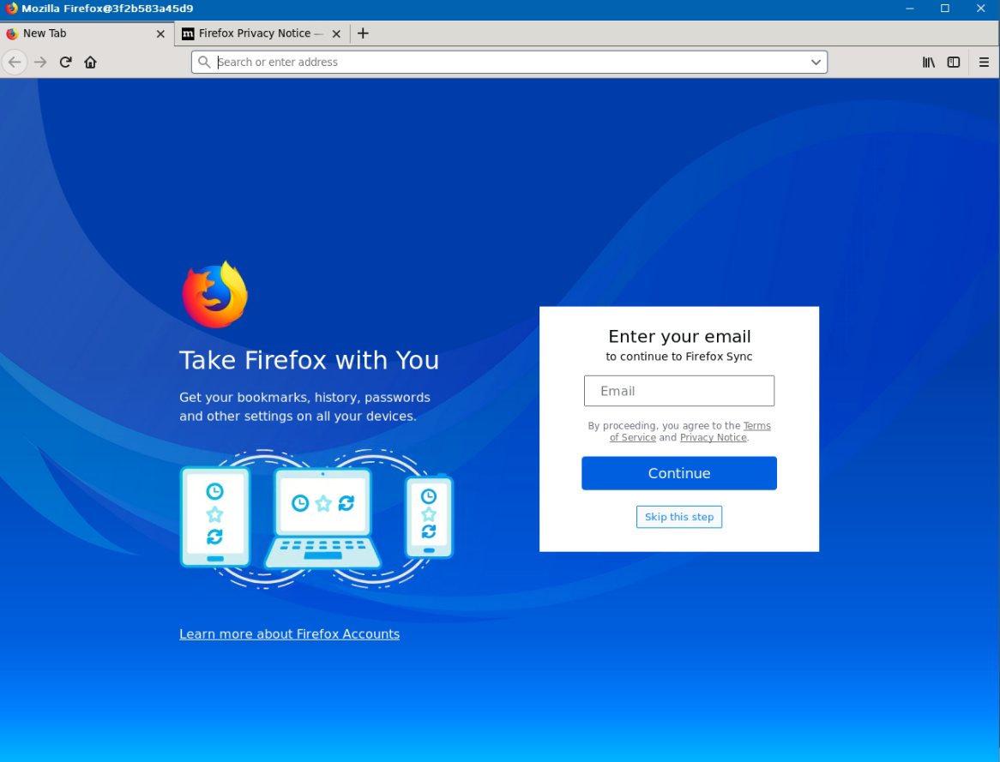 Mozilla Firefox@3f2b583a45d9
New Tab
Firefox Privacy Notice —
Search or enter address
Take Firefox with You
Get your bookmarks, history, passwords
and other settings on all your devices.
Learn more about Firefox Accounts
Enter your email
to continue to Firefox Sync
Email
By proceeding, you agree to the Terms
of Service and Privacy Notice.
Continue
Skip this step